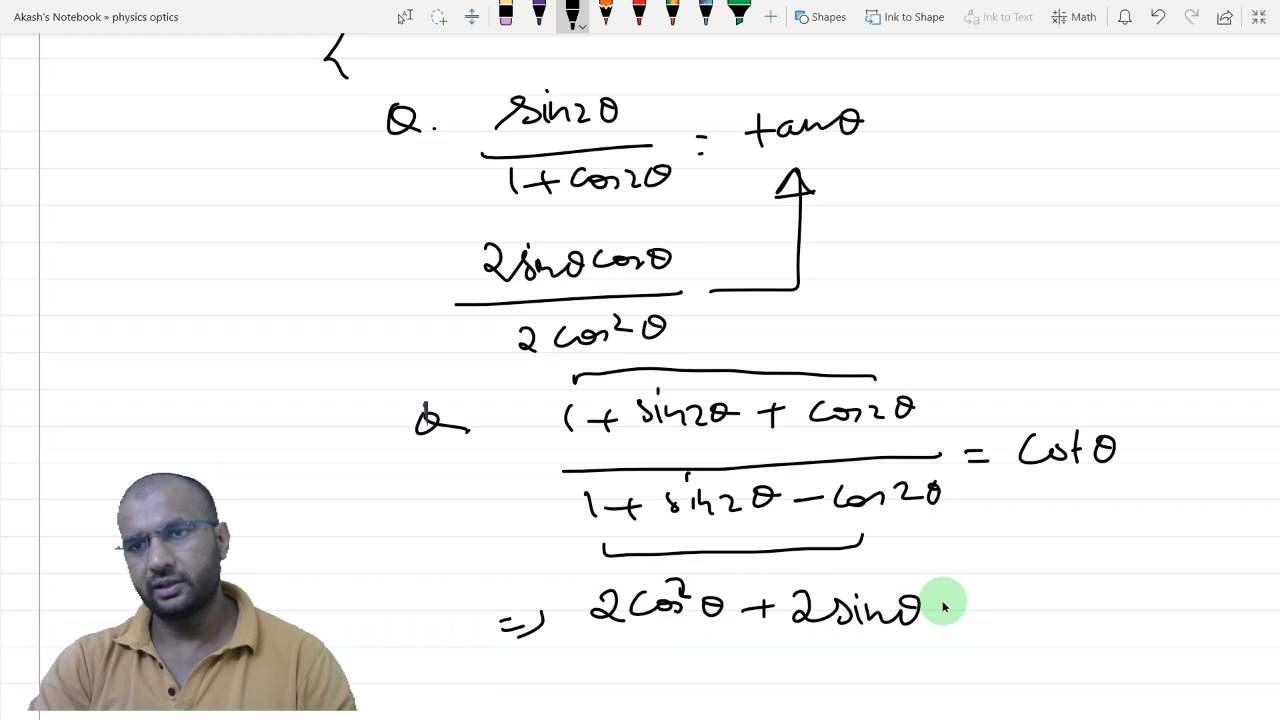 Akash's Notebook » physics optics
Shapes Ink to Shape Ink to Text Math
Q. sin2θ / 1 + cos2θ = tanθ
2sinθcosθ / 2cos²θ
Q 1 + sin2θ + cos2θ / 1 + sin2θ - cos2θ = cotθ
=> 2cos²θ + 2sinθ